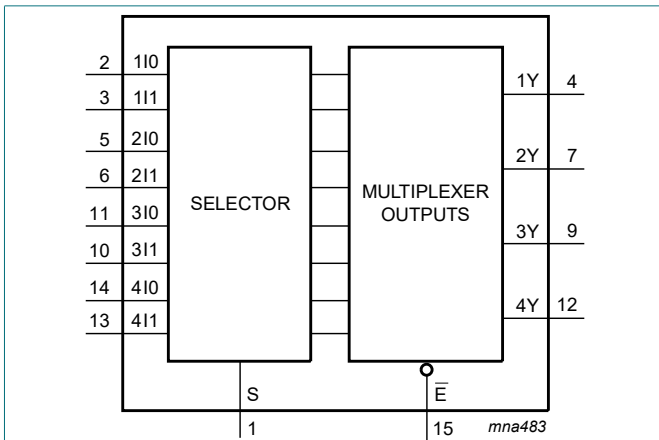 2 1I0
3 1I1
5 2I0
6 2I1
11 3I0
10 3I1
14 4I0
13 4I1
SELECTOR
MULTIPLEXER
OUTPUTS
1Y 4
2Y 7
3Y 9
4Y 12
S
1
E̅
15
mna483